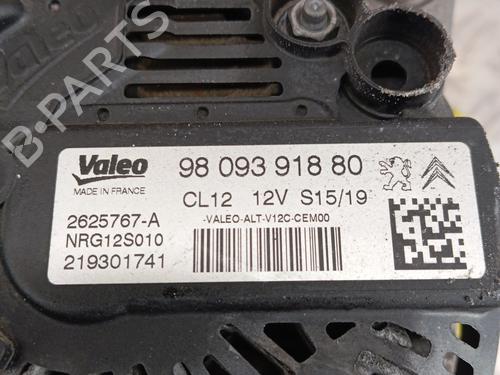 Valeo
B-PARTS
Valeo
MADE IN FRANCE
98 093 918 80
CL12 12V S15/19
-VALEO-ALT-V12C-CEM00
2625767-A
NRG12S010
219301741